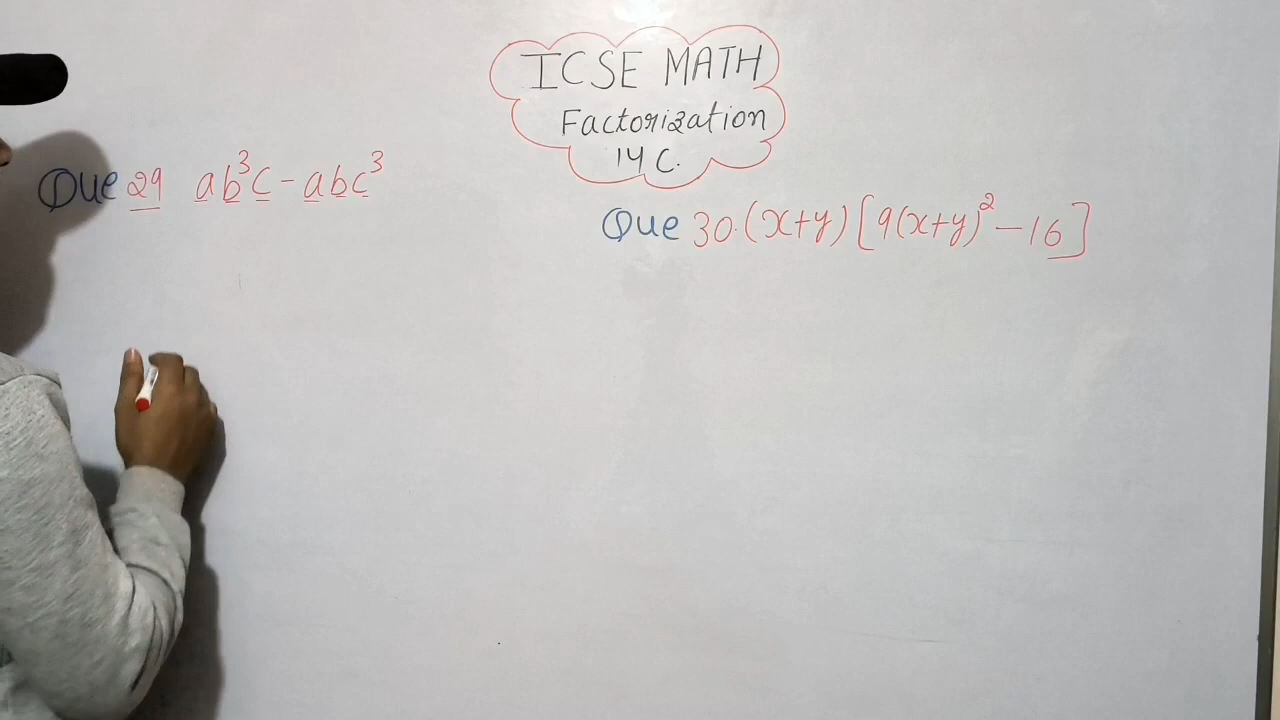 ICSE MATH
Factorization
14 C.
Que 29 ab³c - abc³
Que 30. (x+y) [9(x+y)² - 16]